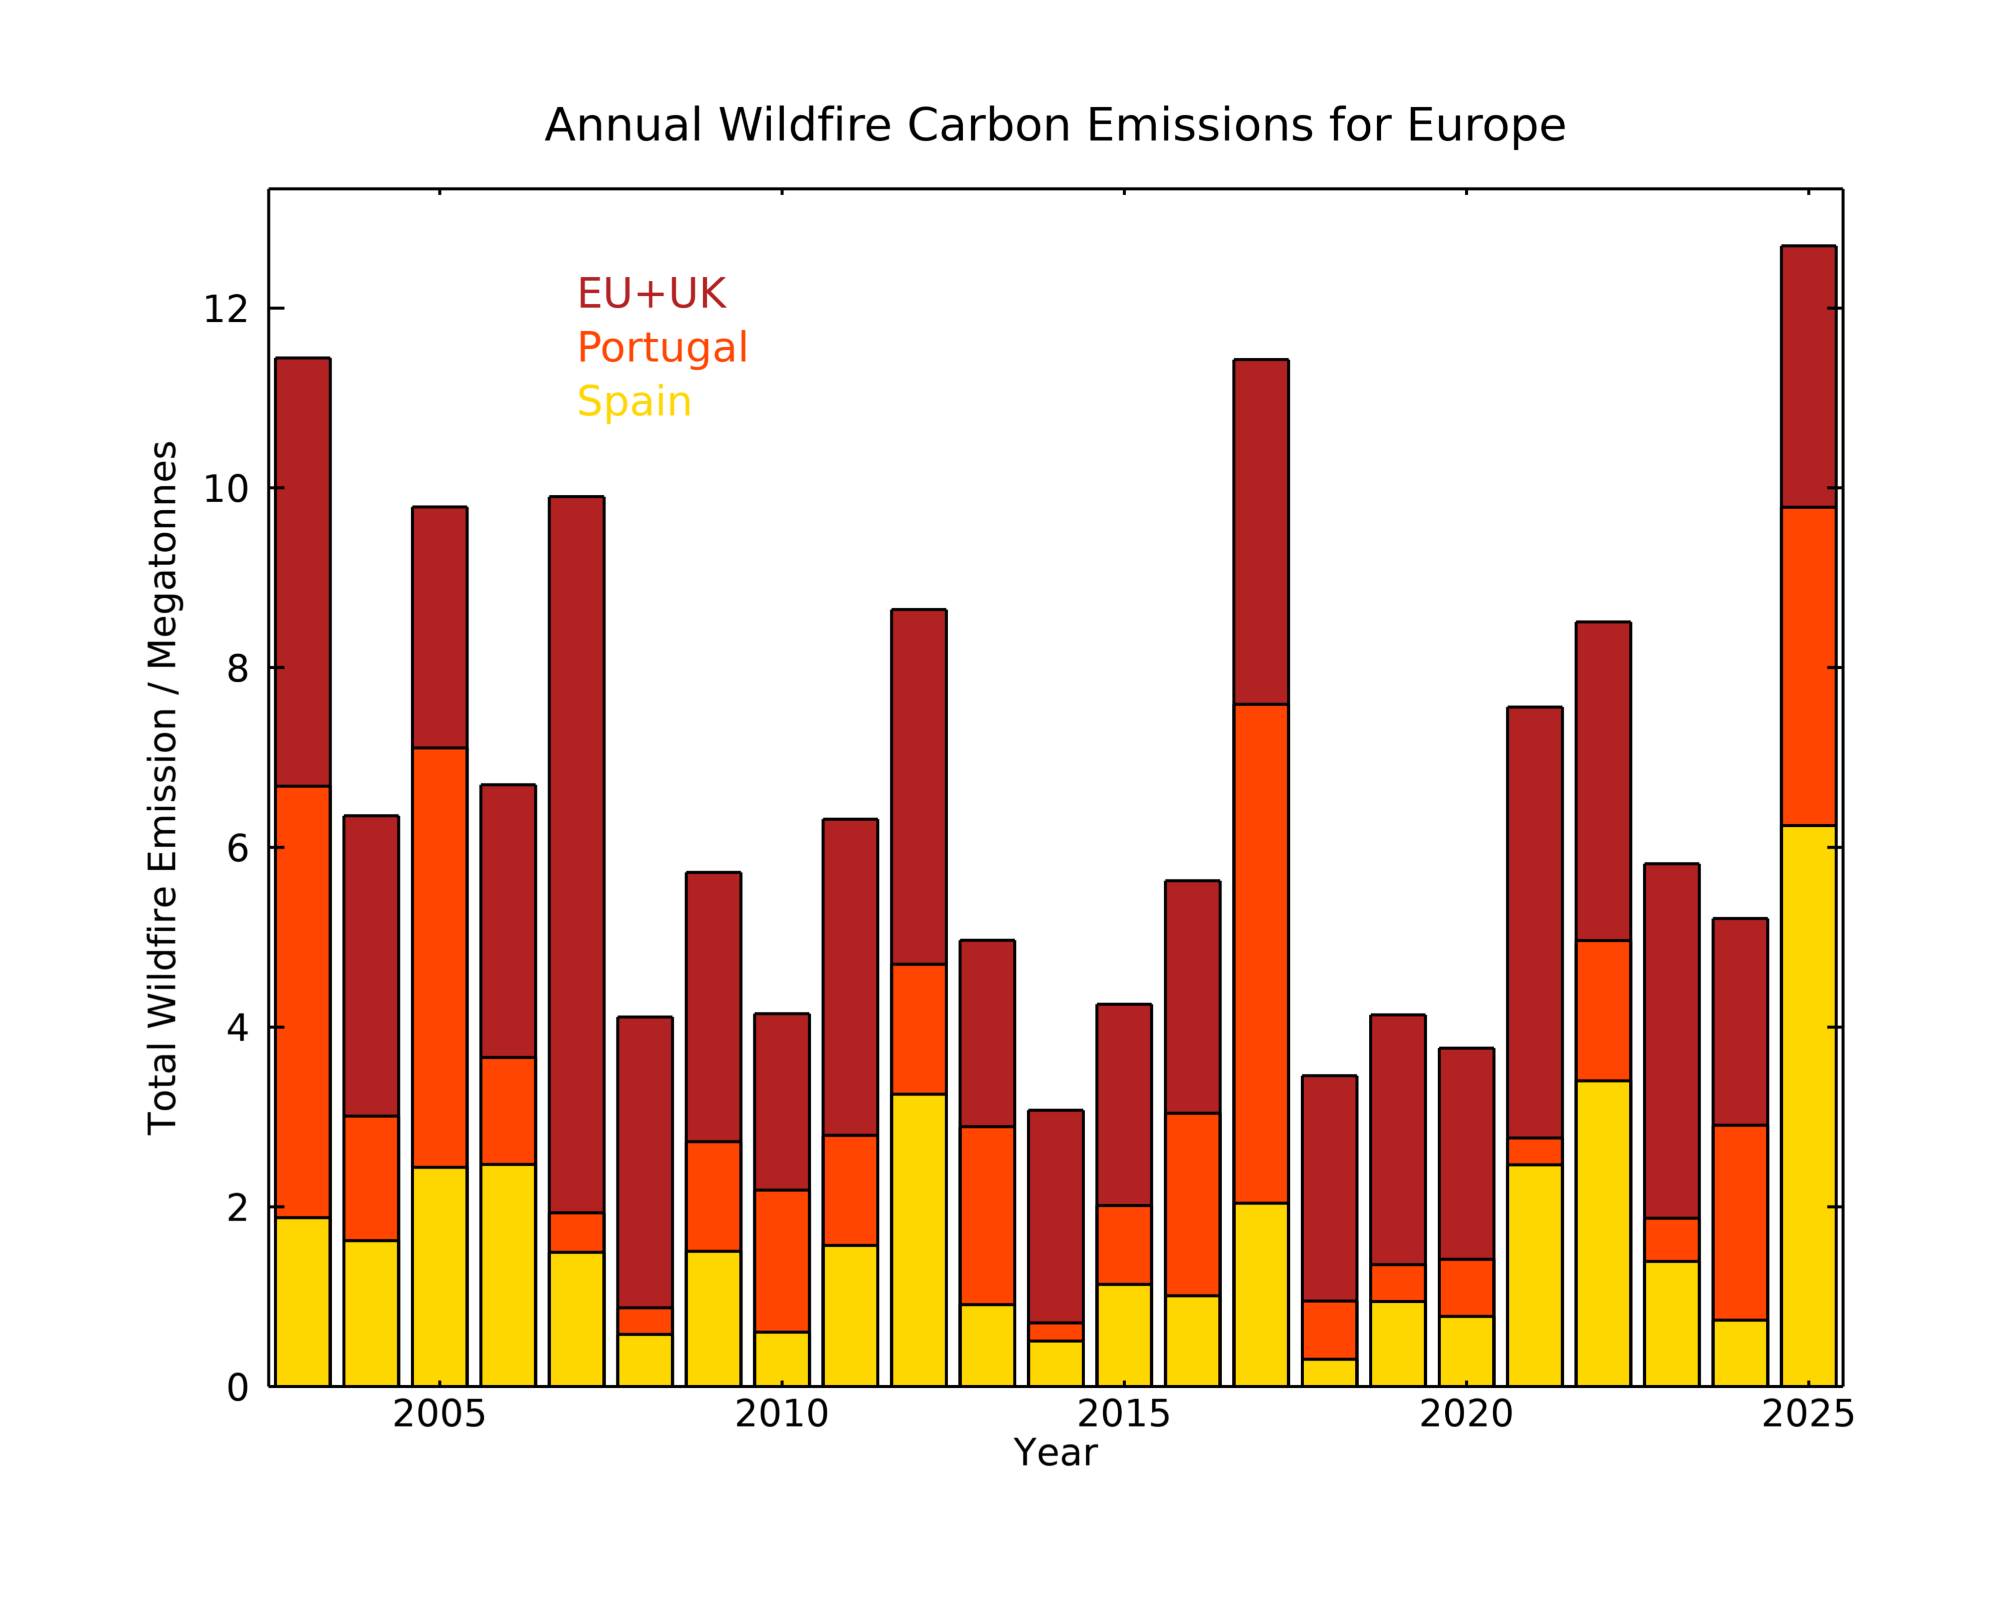 Annual Wildfire Carbon Emissions for Europe
EU+UK
Portugal
Spain
Total Wildfire Emission / Megatonnes
12
10
8
6
4
2
0
2005
2010
2015
2020
2025
Year